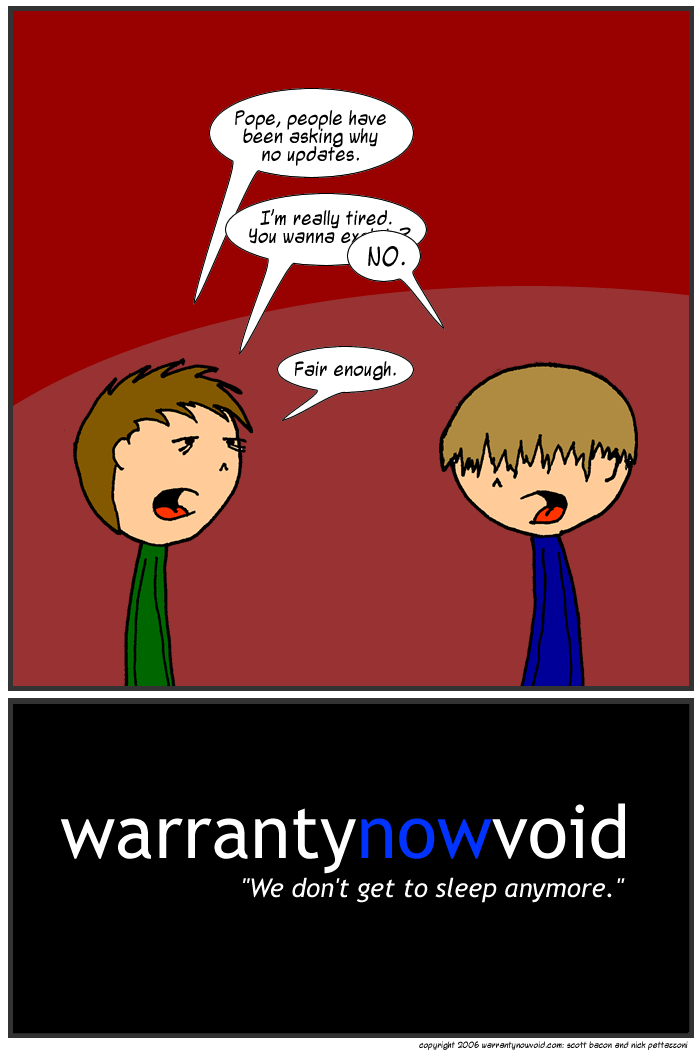 Pope, people have
been asking why
no updates.
I'm really tired.
You wanna
NO.
Fair enough.
warrantynowvoid
"We don't get to sleep anymore."
copyright 2006 warrantynowvoid.com: scott bacon and nick pettazzoni